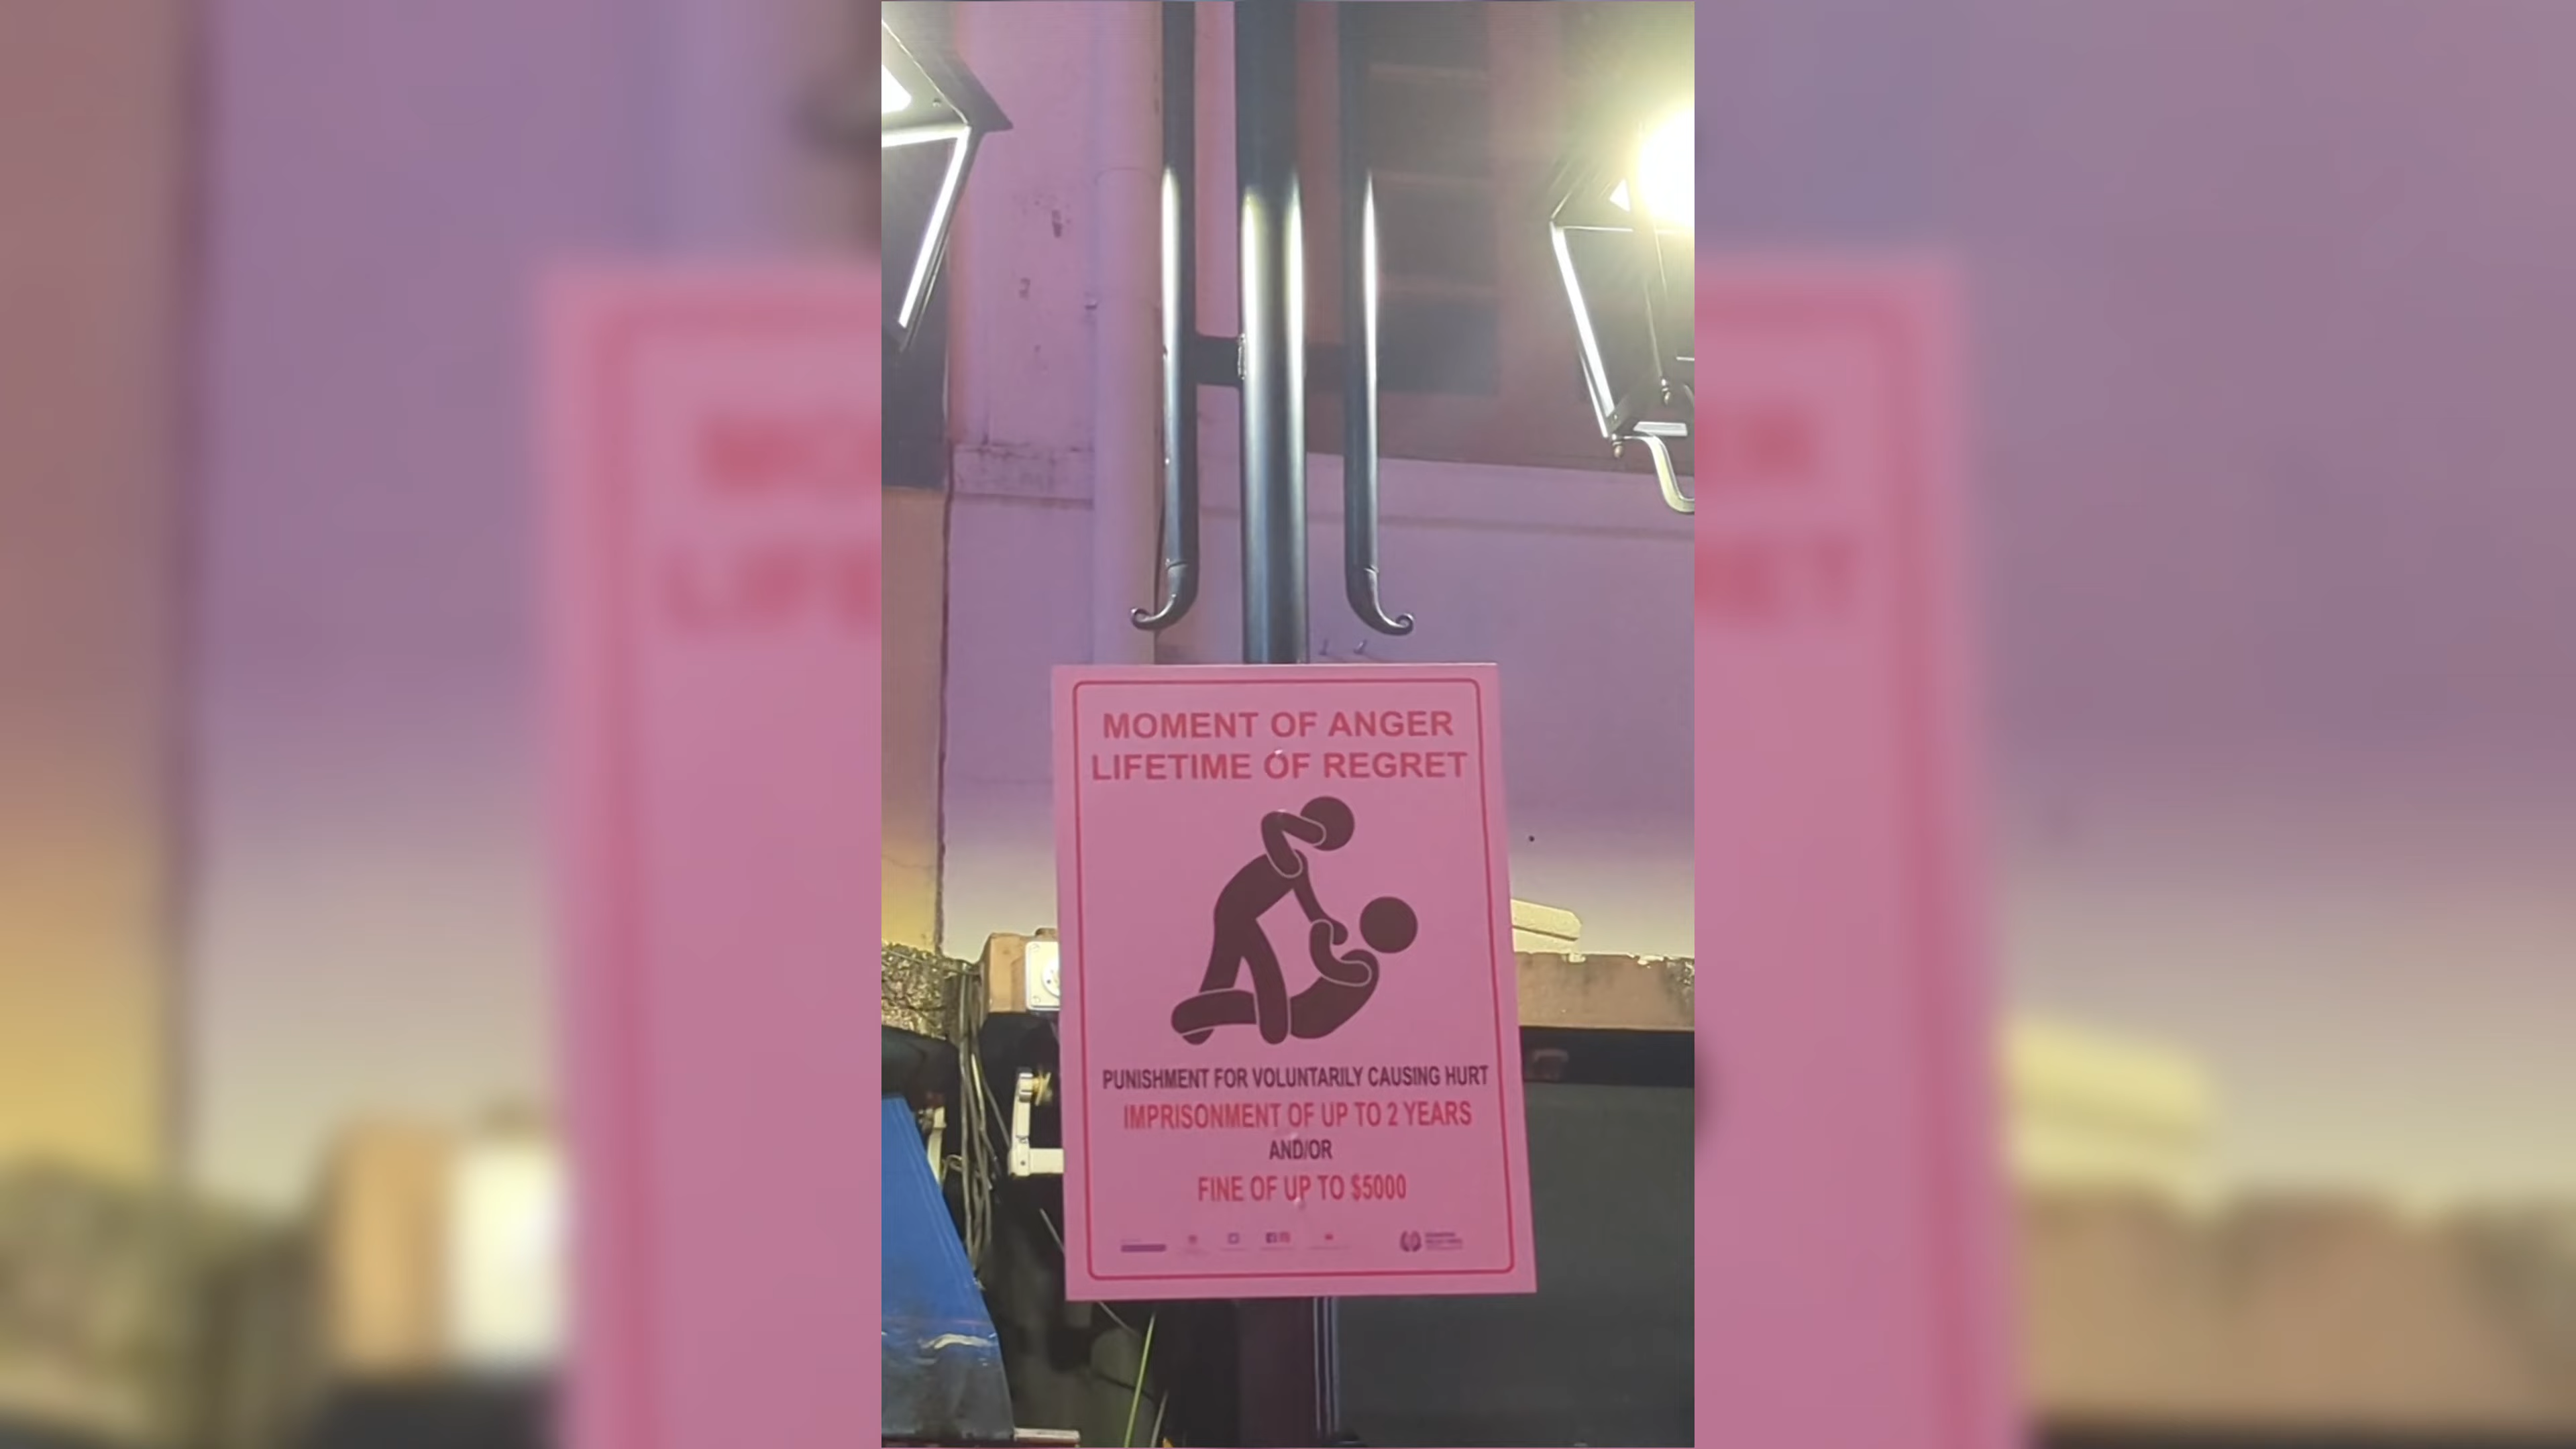 MOMENT OF ANGER
LIFETIME OF REGRET
PUNISHMENT FOR VOLUNTARILY CAUSING HURT
IMPRISONMENT OF UP TO 2 YEARS
AND/OR
FINE OF UP TO $5000